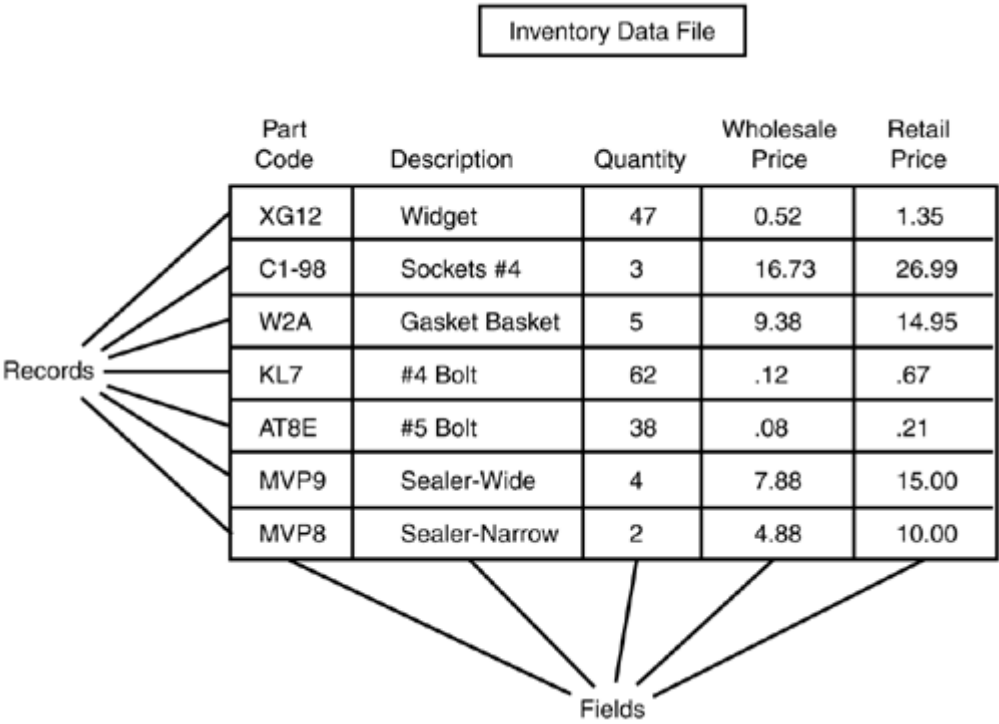 Inventory Data File
Part Code Description Quantity Wholesale Price Retail Price
XG12 Widget 47 0.52 1.35
C1-98 Sockets #4 3 16.73 26.99
W2A Gasket Basket 5 9.38 14.95
Records KL7 #4 Bolt 62 .12 .67
AT8E #5 Bolt 38 .08 .21
MVP9 Sealer-Wide 4 7.88 15.00
MVP8 Sealer-Narrow 2 4.88 10.00
Fields